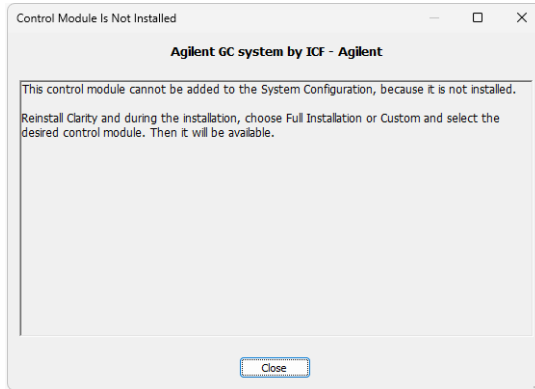 Control Module Is Not Installed
Agilent GC system by ICF - Agilent
This control module cannot be added to the System Configuration, because it is not installed.
Reinstall Clarity and during the installation, choose Full Installation or Custom and select the
desired control module. Then it will be available.
Close